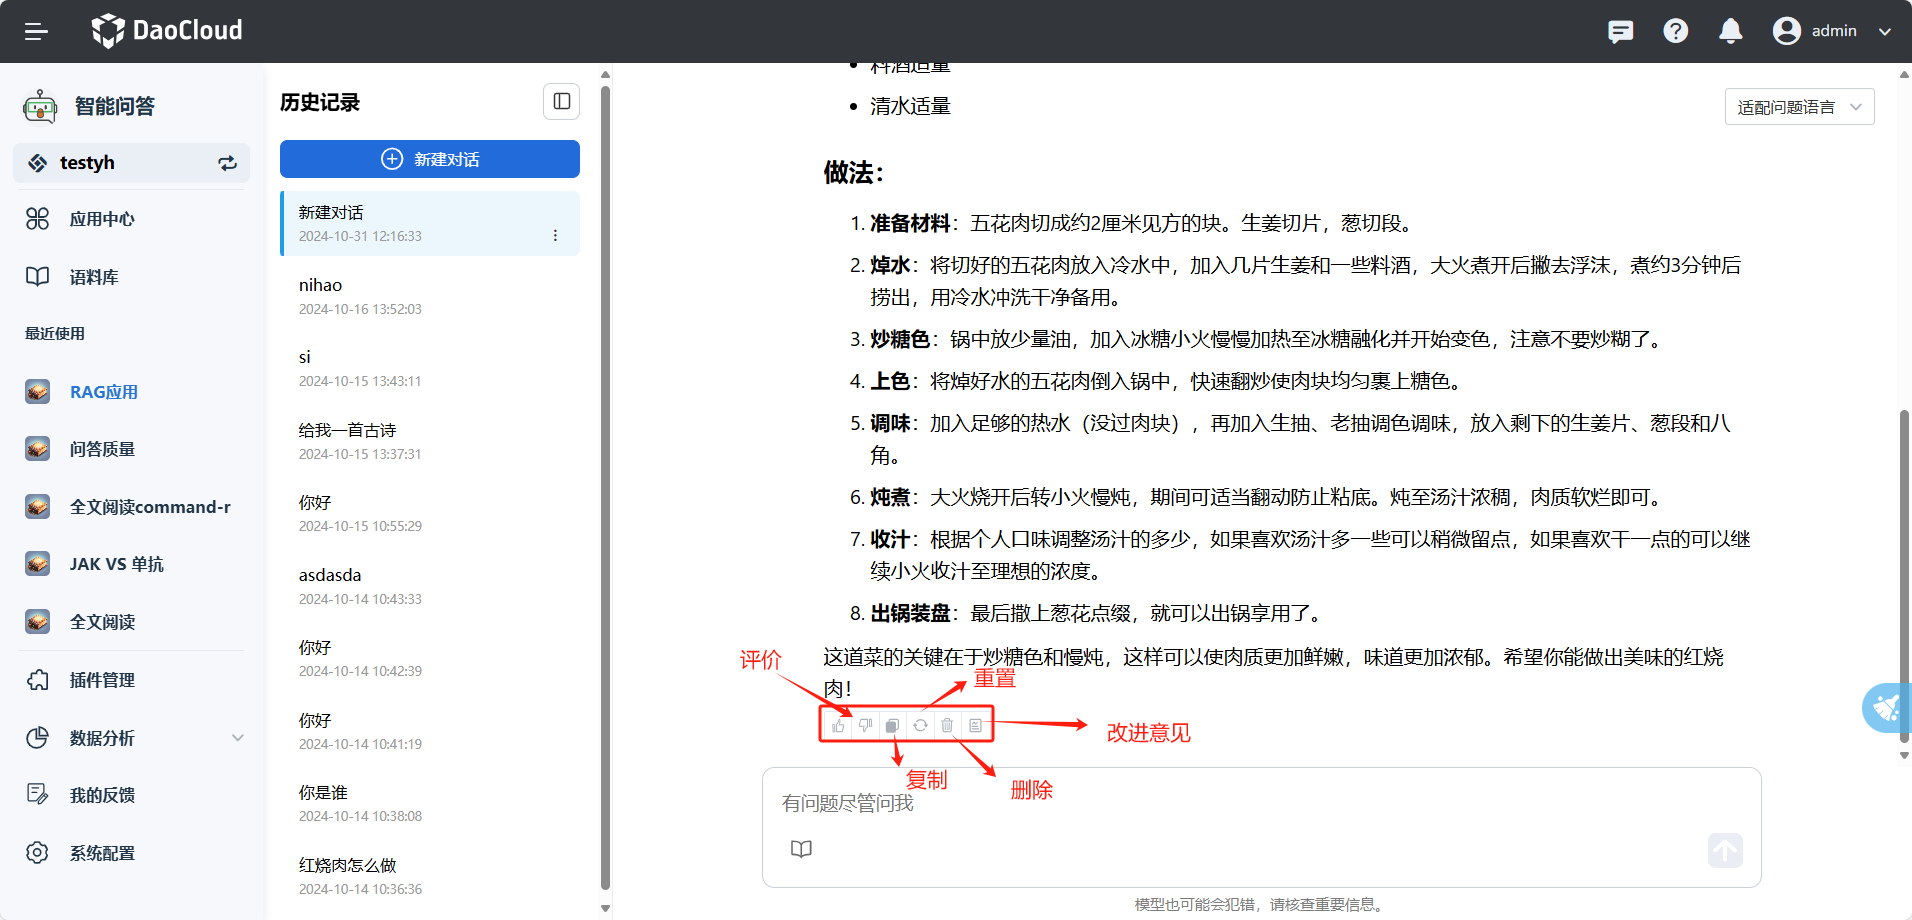 DaoCloud
admin
智能问答
testyh
应用中心
语料库
最近使用
RAG应用
问答质量
全文阅读command-r
JAK VS 单抗
全文阅读
插件管理
数据分析
我的反馈
系统配置
历史记录
新建对话
新建对话
2024-10-31 12:16:33
nihao
2024-10-16 13:52:03
si
2024-10-15 13:43:11
给我一首古诗
2024-10-15 13:37:31
你好
2024-10-15 10:55:29
asdasda
2024-10-14 10:43:33
你好
2024-10-14 10:42:39
你好
2024-10-14 10:41:19
你是谁
2024-10-14 10:38:08
红烧肉怎么做
2024-10-14 10:36:36
适配问题语言
• 料酒适量
• 清水适量
做法：
1. 准备材料：五花肉切成约2厘米见方的块。生姜切片，葱切段。
2. 焯水：将切好的五花肉放入冷水中，加入几片生姜和一些料酒，大火煮开后撇去浮沫，煮约3分钟后
捞出，用冷水冲洗干净备用。
3. 炒糖色：锅中放少量油，加入冰糖小火慢慢加热至冰糖融化并开始变色，注意不要炒糊了。
4. 上色：将焯好水的五花肉倒入锅中，快速翻炒使肉块均匀裹上糖色。
5. 调味：加入足够的热水（没过肉块），再加入生抽、老抽调色调味，放入剩下的生姜片、葱段和八
角。
6. 炖煮：大火烧开后转小火慢炖，期间可适当翻动防止粘底。炖至汤汁浓稠，肉质软烂即可。
7. 收汁：根据个人口味调整汤汁的多少，如果喜欢汤汁多一些可以稍微留点，如果喜欢干一点的可以继
续小火收汁至理想的浓度。
8. 出锅装盘：最后撒上葱花点缀，就可以出锅享用了。
这道菜的关键在于炒糖色和慢炖，这样可以使肉质更加鲜嫩，味道更加浓郁。希望你能做出美味的红烧
肉！
评价
重置
改进意见
复制
删除
有问题尽管问我
模型也可能会犯错，请核查重要信息。